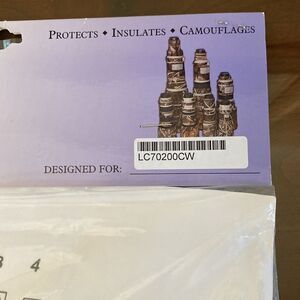 PROTECTS ♦ INSULATES ♦ CAMOUFLAGES
LC70200CW
DESIGNED FOR:
3 4